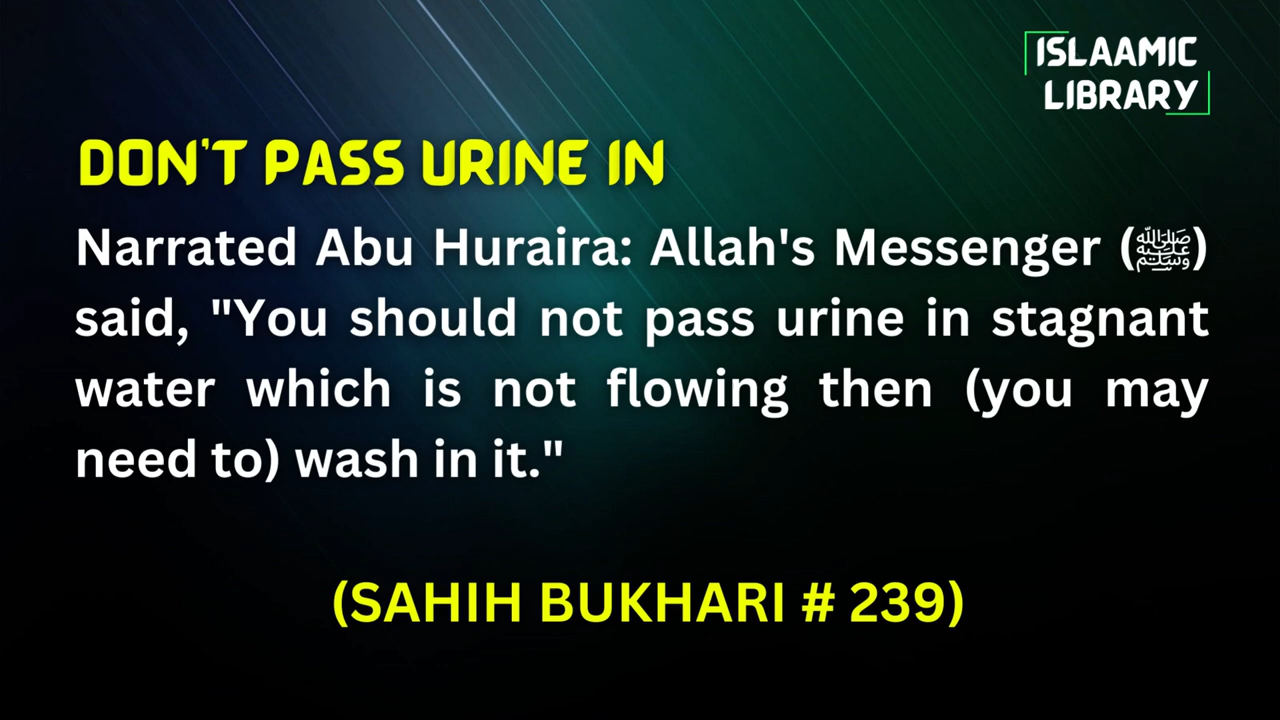 ISLAAMIC
LIBRARY
DON'T PASS URINE IN
Narrated Abu Huraira: Allah's Messenger (ﷺ)
said, "You should not pass urine in stagnant
water which is not flowing then (you may
need to) wash in it."
(SAHIH BUKHARI # 239)